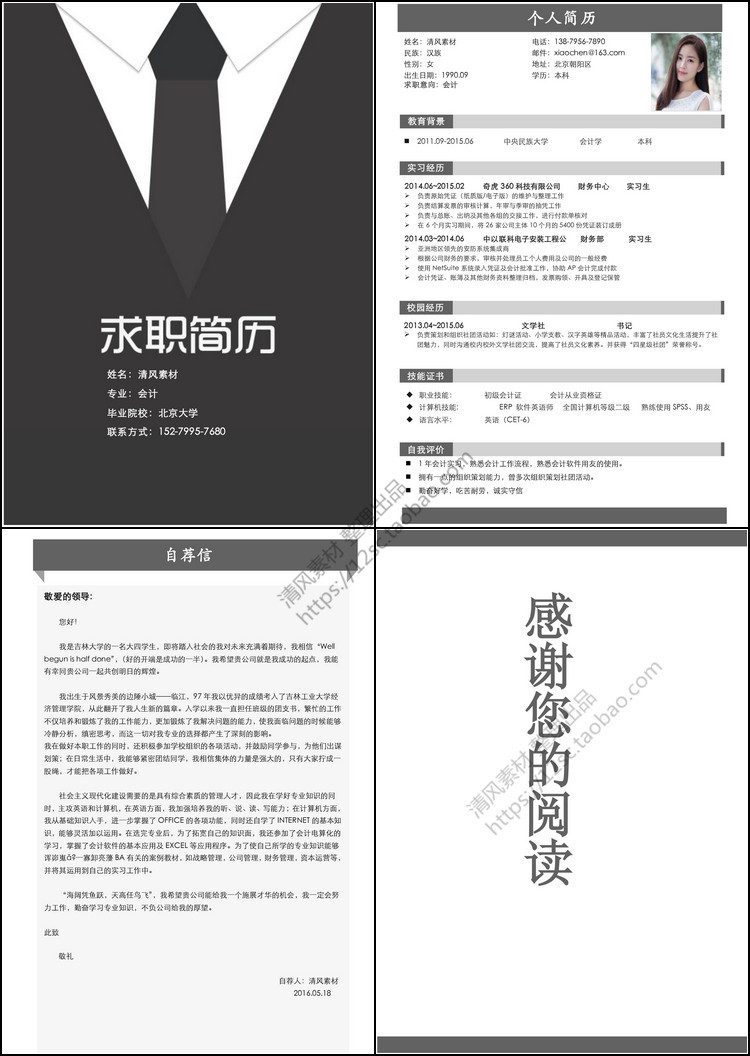 求职简历
姓名：清风素材
专业：会计
毕业院校：北京大学
联系方式：152-7995-7680
个人简历
姓名：清风素材
电话：138-7956-7890
民族：汉族
邮件：xiaochen@163.com
性别：女
地址：北京朝阳区
出生日期：1990.09
学历：本科
求职意向：会计
教育背景
2011.09-2015.06 中央民族大学 会计学 本科
实习经历
2014.06~2015.02 奇虎 360 科技有限公司 财务中心 实习生
负责原始凭证（纸质版/电子版）的维护与整理工作
负责结算发票的审核计算，年审与季审的抽凭工作
负责与总账、出纳及其他各组的交接工作，进行付款单核对
在 6 个月实习期间，将 26 家公司主体 10 个月的 5400 份凭证装订成册
2014.03~2014.06 中以联科电子安装工程公 财务部 实习生
亚洲地区领先的安防系统集成商
根据公司财务的要求，审核并处理员工个人费用及公司的一般经费
使用 NetSuite 系统录入凭证及会计批准工作，协助 AP 会计完成付款
会计凭证、账簿及其他财务资料整理归档，发票购领、开具及登记保管
校园经历
2013.04~2015.06 文学社 书记
负责策划和组织社团活动如：灯谜活动、小学支教、汉字英雄等精品活动，丰富了社员文化生活提升了社
团魅力，同时沟通校内校外文学社团交流，提高了社员文化素养。并获得“四星级社团”荣誉称号。
技能证书
职业技能： 初级会计证 会计从业资格证
计算机技能： ERP 软件英语师 全国计算机等级二级 熟练使用 SPSS、用友
语言水平： 英语（CET-6）
自我评价
1 年会计实习，熟悉会计工作流程，熟悉会计软件用友的使用。
拥有一点的组织策划能力，曾多次组织策划社团活动。
勤奋好学，吃苦耐劳，诚实守信
自荐信
敬爱的领导：
您好！
我是吉林大学的一名大四学生，即将踏入社会的我对未来充满着期待，我相信“Well
begun is half done”，（好的开端是成功的一半）。我希望贵公司就是我成功的起点，我能
有幸同贵公司一起共创明日的辉煌。
我出生于风景秀美的边陲小城——临江，97 年我以优异的成绩考入了吉林工业大学经
济管理学院，从此翻开了我人生新的篇章。入学以来我一直担任班级的团支书，繁忙的工作
不仅培养和锻炼了我的工作能力，更加锻炼了我解决问题的能力，使我面临问题的时候能够
冷静分析，缜密思考，而这一切对我专业的选择都产生了深刻的影响。
我在做好本职工作的同时，还积极参加学校组织的各项活动，并鼓励同学参与，为他们出谋
划策；在日常生活中，我能够紧密团结同学，我相信集体的力量是强大的，只有大家拧成一
股绳，才能把各项工作做好。
社会主义现代化建设需要的是具有综合素质的管理人才，因此我在学好专业知识的同
时，主攻英语和计算机，在英语方面，我加强培养我的听、说、读、写能力；在计算机方面，
我从基础知识入手，进一步掌握了 OFFICE 的各项功能，同时还自学了 INTERNET 的基本知
识，能够灵活加以运用。在选完专业后，为了拓宽自己的知识面，我还参加了会计电算化的
学习，掌握了会计软件的基本应用及 EXCEL 等应用程序。为了使自己所学的专业知识能够
BA 有关的案例教材，如战略管理，公司管理，财务管理，资本运营等，
并将其运用到自己的实习工作中。
“海阔凭鱼跃，天高任鸟飞”，我希望贵公司能给我一个施展才华的机会，我一定会努
力工作，勤奋学习专业知识，不负公司给我的厚望。
此致
敬礼
自荐人：清风素材
2016.05.18
感谢您的阅读
清风素材 整理出品
https://12sc.taobao.com
清风素材 整理出品
https://12sc.taobao.com